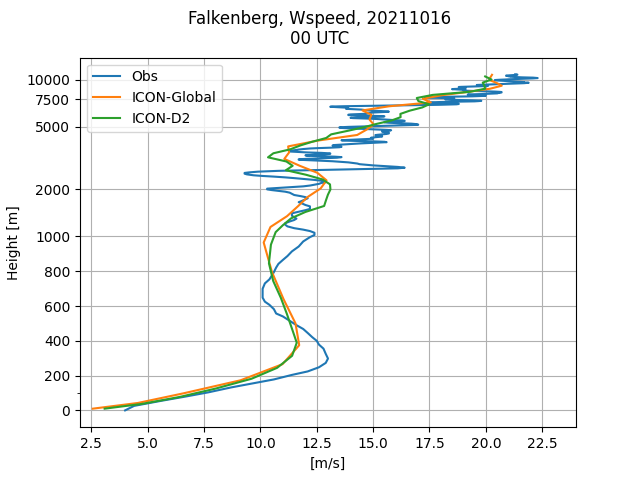 Falkenberg, Wspeed, 20211016
00 UTC
Obs
ICON-Global
ICON-D2
10000
7500
5000
2000
1000
800
600
400
200
0
Height [m]
2.5 5.0 7.5 10.0 12.5 15.0 17.5 20.0 22.5
[m/s]